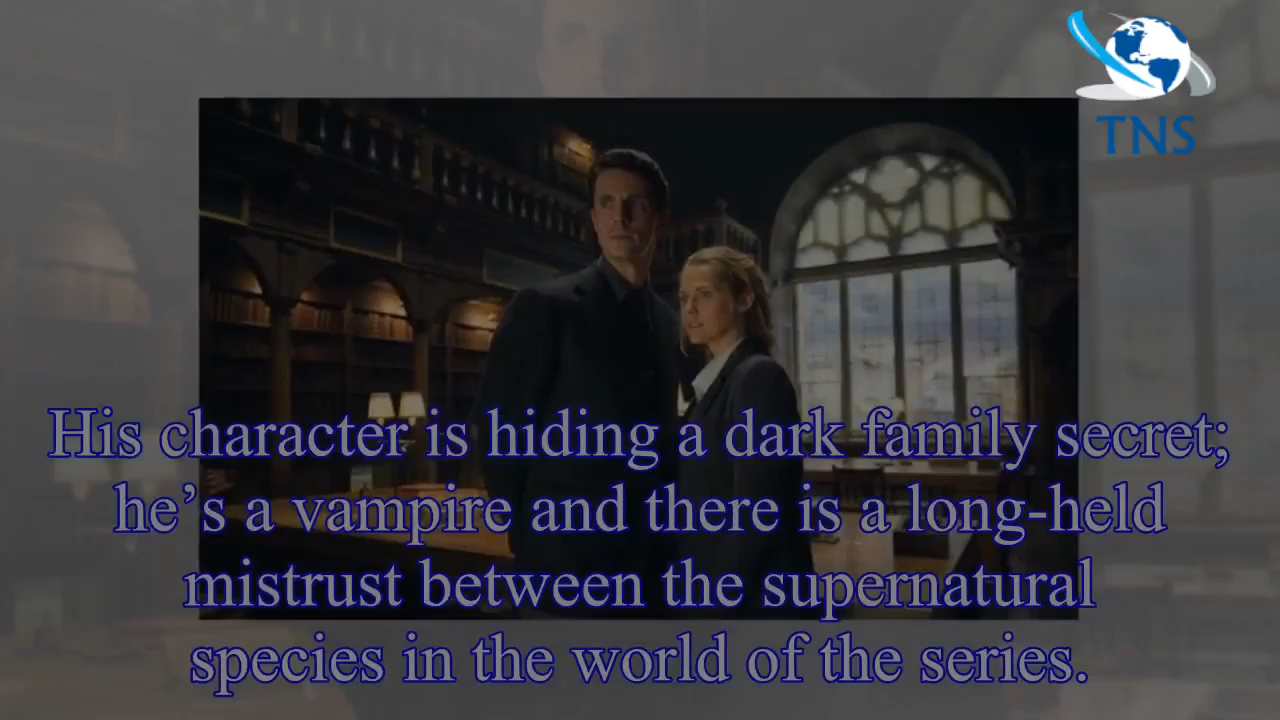 TNS
His character is hiding a dark family secret;
he’s a vampire and there is a long-held
mistrust between the supernatural
species in the world of the series.